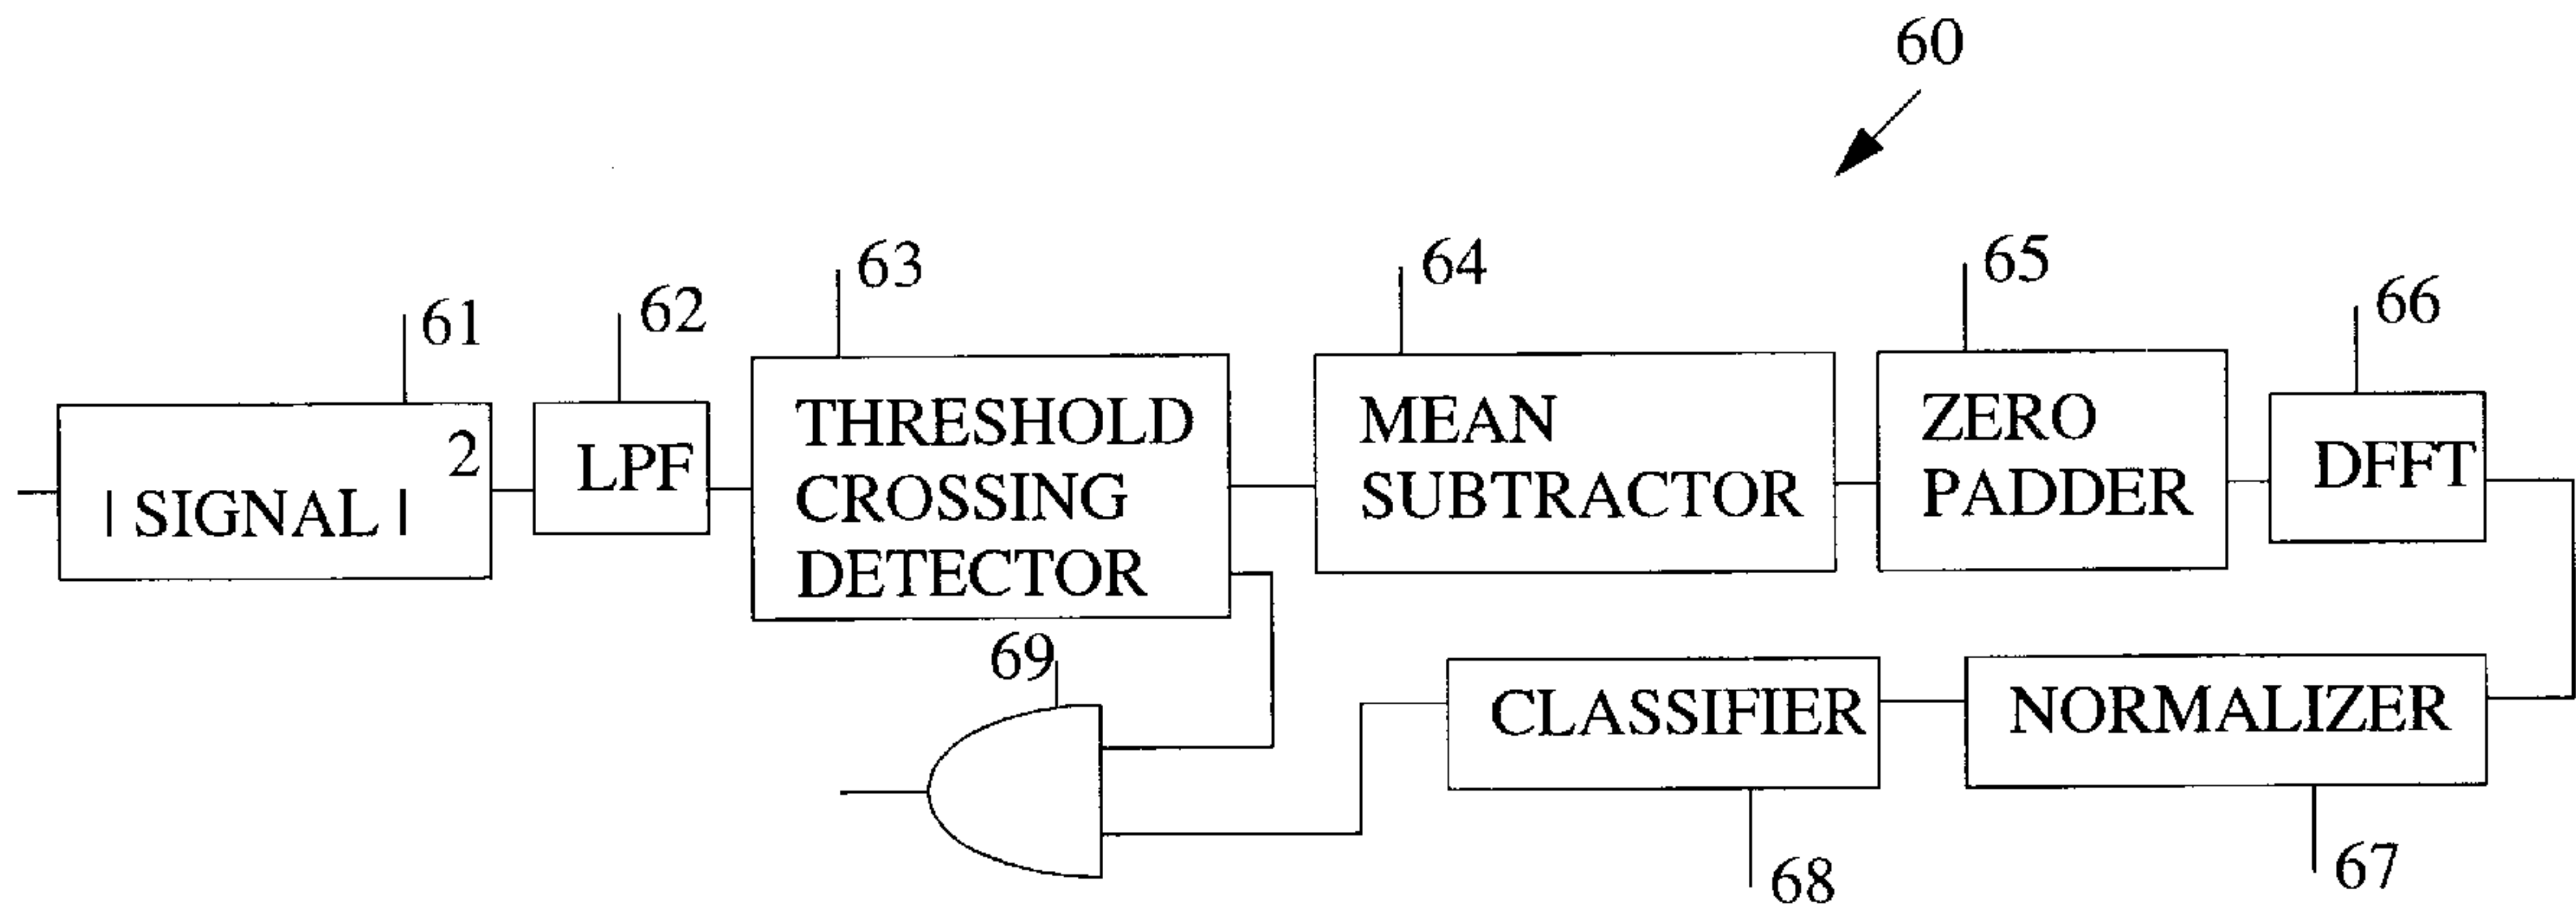 60
61
62
63
64
65
66
| SIGNAL | 2
LPF
THRESHOLD
CROSSING
DETECTOR
MEAN
SUBTRACTOR
ZERO
PADDER
DFFT
69
CLASSIFIER
NORMALIZER
68
67